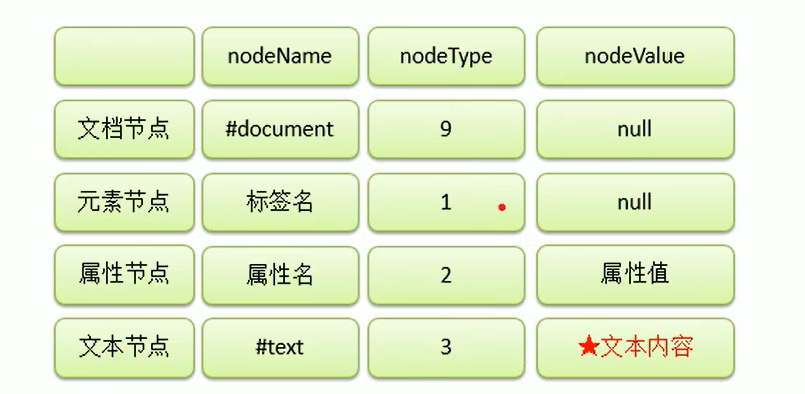 nodeName nodeType nodeValue
文档节点 #document 9 null
元素节点 标签名 1 null
属性节点 属性名 2 属性值
文本节点 #text 3 ★文本内容